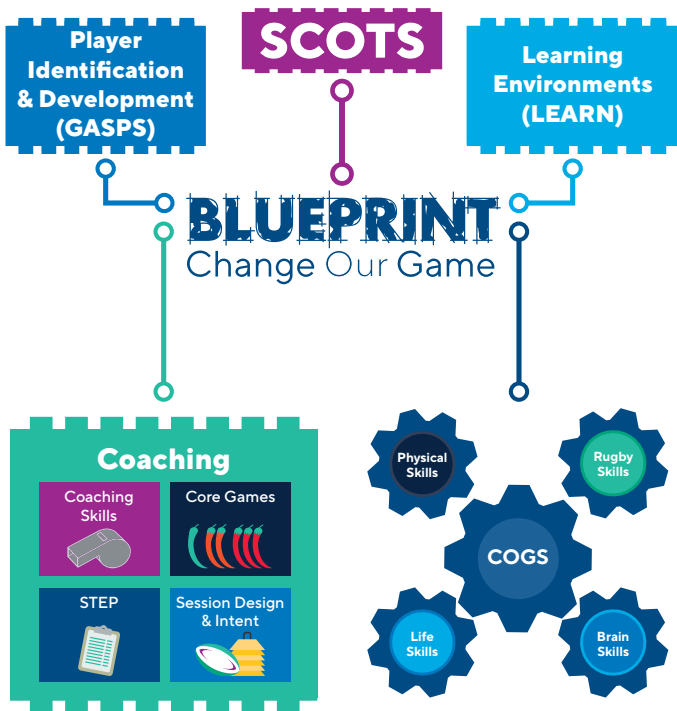 Player
Identification
& Development
(GASPS)
SCOTS
Learning
Environments
(LEARN)
BLUEPRINT
Change Our Game
Coaching
Coaching
Skills
Core Games
STEP
Session Design
& Intent
Physical
Skills
Rugby
Skills
COGS
Life
Skills
Brain
Skills